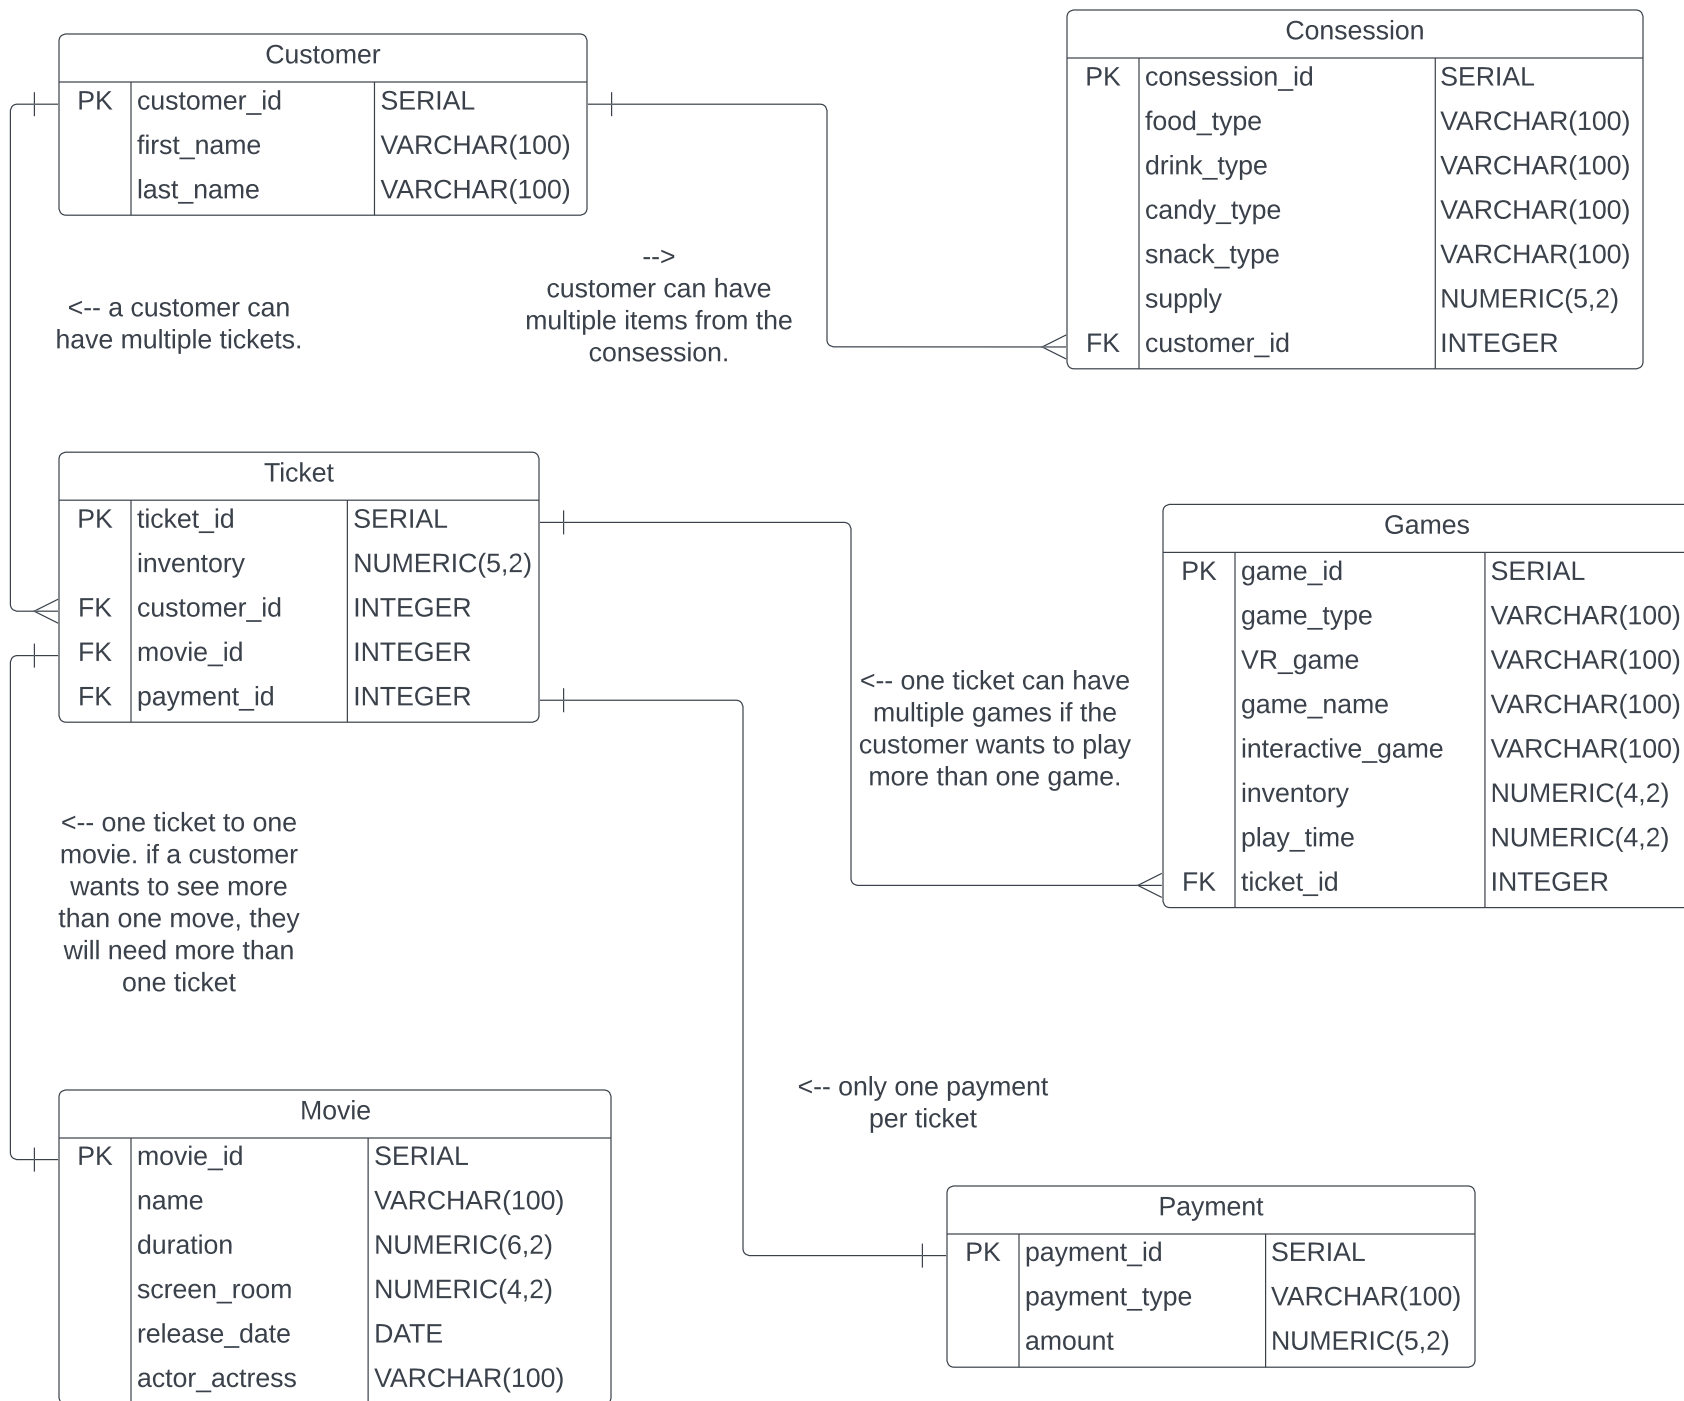 Customer
PK customer_id SERIAL
first_name VARCHAR(100)
last_name VARCHAR(100)
Consession
PK consession_id SERIAL
food_type VARCHAR(100)
drink_type VARCHAR(100)
candy_type VARCHAR(100)
snack_type VARCHAR(100)
supply NUMERIC(5,2)
FK customer_id INTEGER
<-- a customer can
have multiple tickets.
-->
customer can have
multiple items from the
consession.
Ticket
PK ticket_id SERIAL
inventory NUMERIC(5,2)
FK customer_id INTEGER
FK movie_id INTEGER
FK payment_id INTEGER
Games
PK game_id SERIAL
game_type VARCHAR(100)
VR_game VARCHAR(100)
game_name VARCHAR(100)
interactive_game VARCHAR(100)
inventory NUMERIC(4,2)
play_time NUMERIC(4,2)
FK ticket_id INTEGER
<-- one ticket can have
multiple games if the
customer wants to play
more than one game.
<-- one ticket to one
movie. if a customer
wants to see more
than one move, they
will need more than
one ticket
<-- only one payment
per ticket
Movie
PK movie_id SERIAL
name VARCHAR(100)
duration NUMERIC(6,2)
screen_room NUMERIC(4,2)
release_date DATE
actor_actress VARCHAR(100)
Payment
PK payment_id SERIAL
payment_type VARCHAR(100)
amount NUMERIC(5,2)